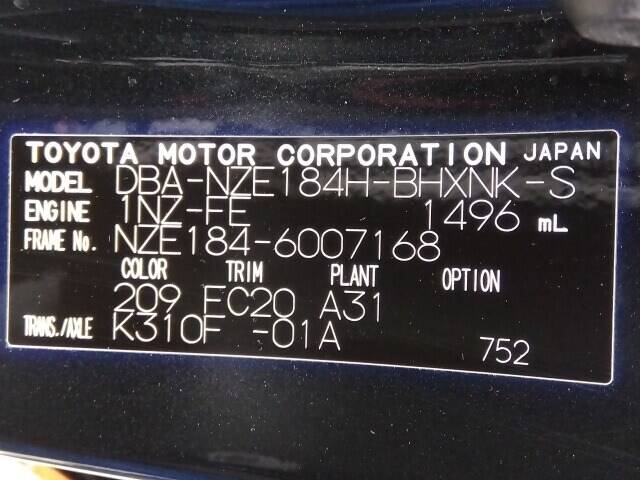 TOYOTA MOTOR CORPORATION JAPAN
MODEL DBA-NZE184H-BHXNK-S
ENGINE 1NZ-FE 1496 mL
FRAME No. NZE184-6007168
COLOR TRIM PLANT OPTION
209 FC20 A31
TRANS./AXLE K310F -01A
752